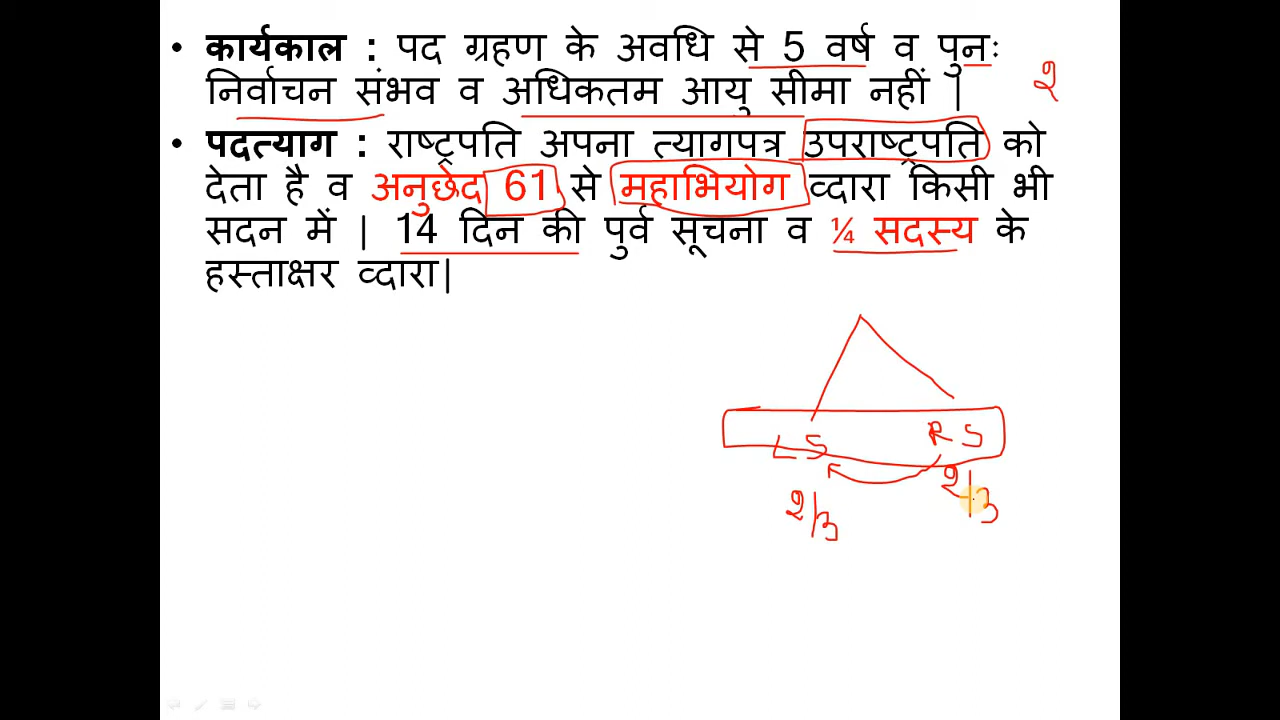 • कार्यकाल : पद ग्रहण के अवधि से 5 वर्ष व पुनः
निर्वाचन संभव व अधिकतम आयु सीमा नहीं |
2
• पदत्याग : राष्ट्रपति अपना त्यागपत्र उपराष्ट्रपति को
देता है व अनुछेद 61 से महाभियोग व्दारा किसी भी
सदन में | 14 दिन की पुर्व सूचना व ¼ सदस्य के
हस्ताक्षर व्दारा|
LS RS
2/3 2/3